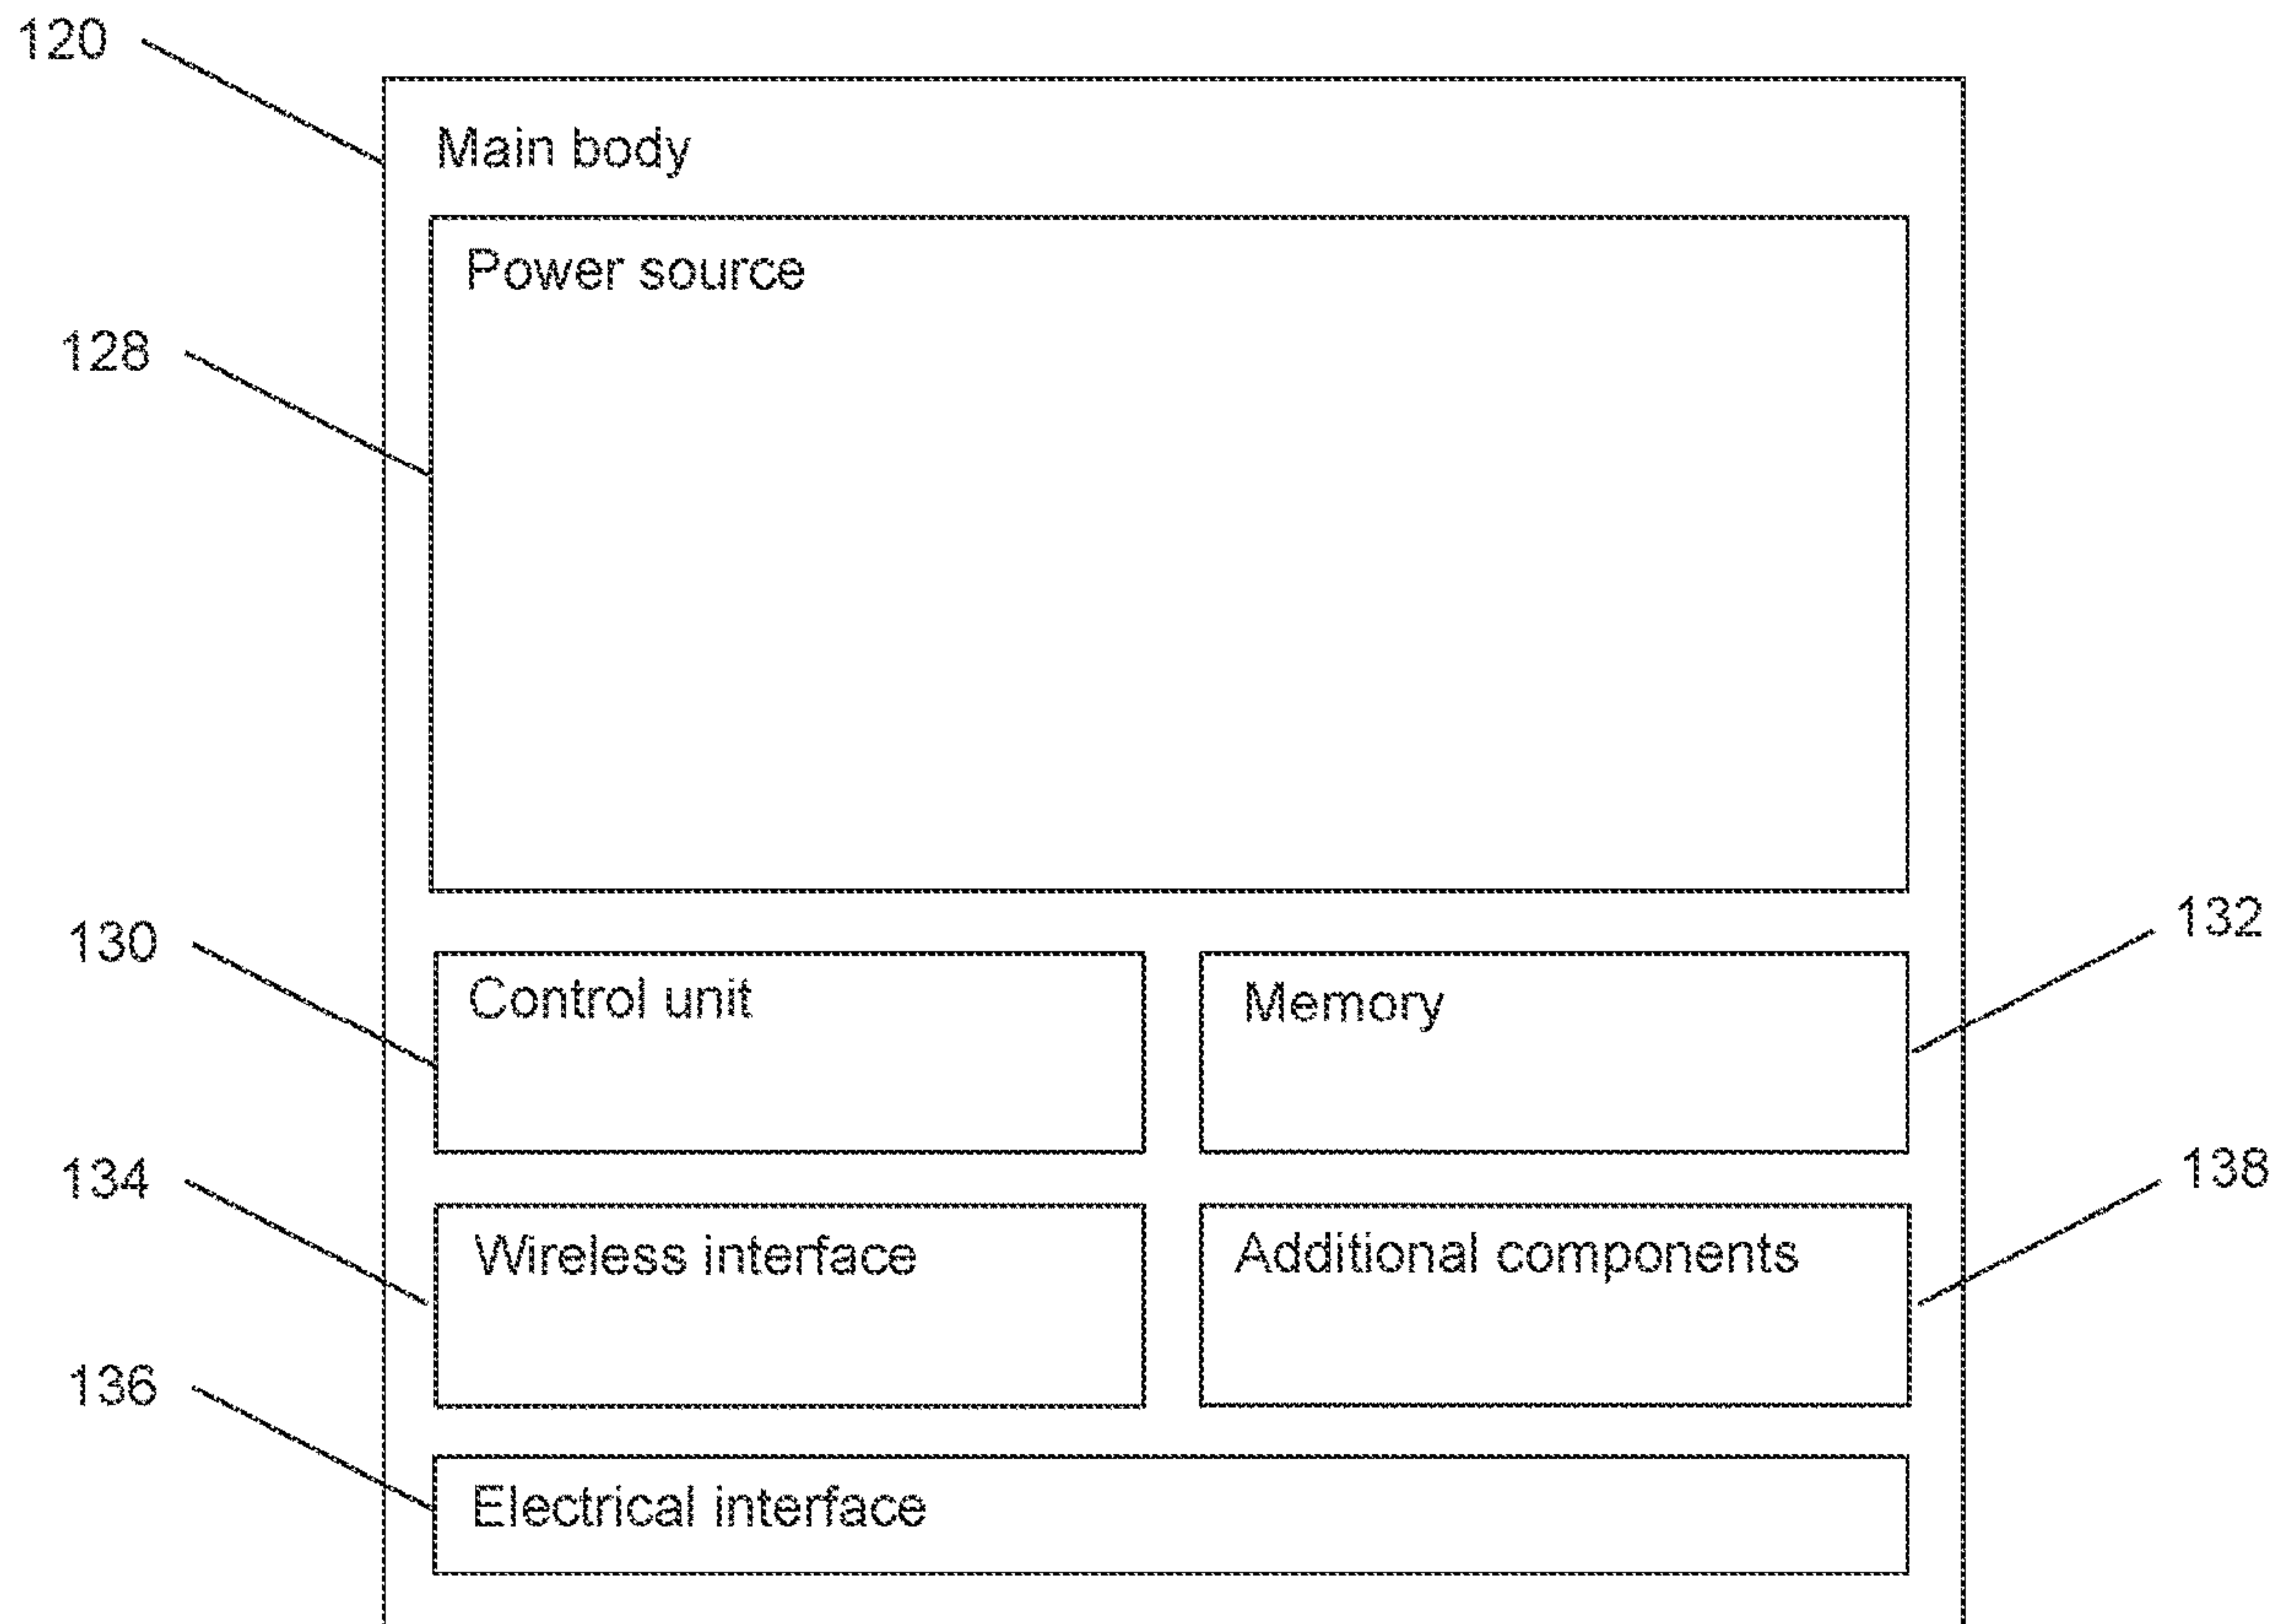 120
Main body
Power source
128
130
132
Control unit
Memory
134
138
Wireless interface
Additional components
136
Electrical interface